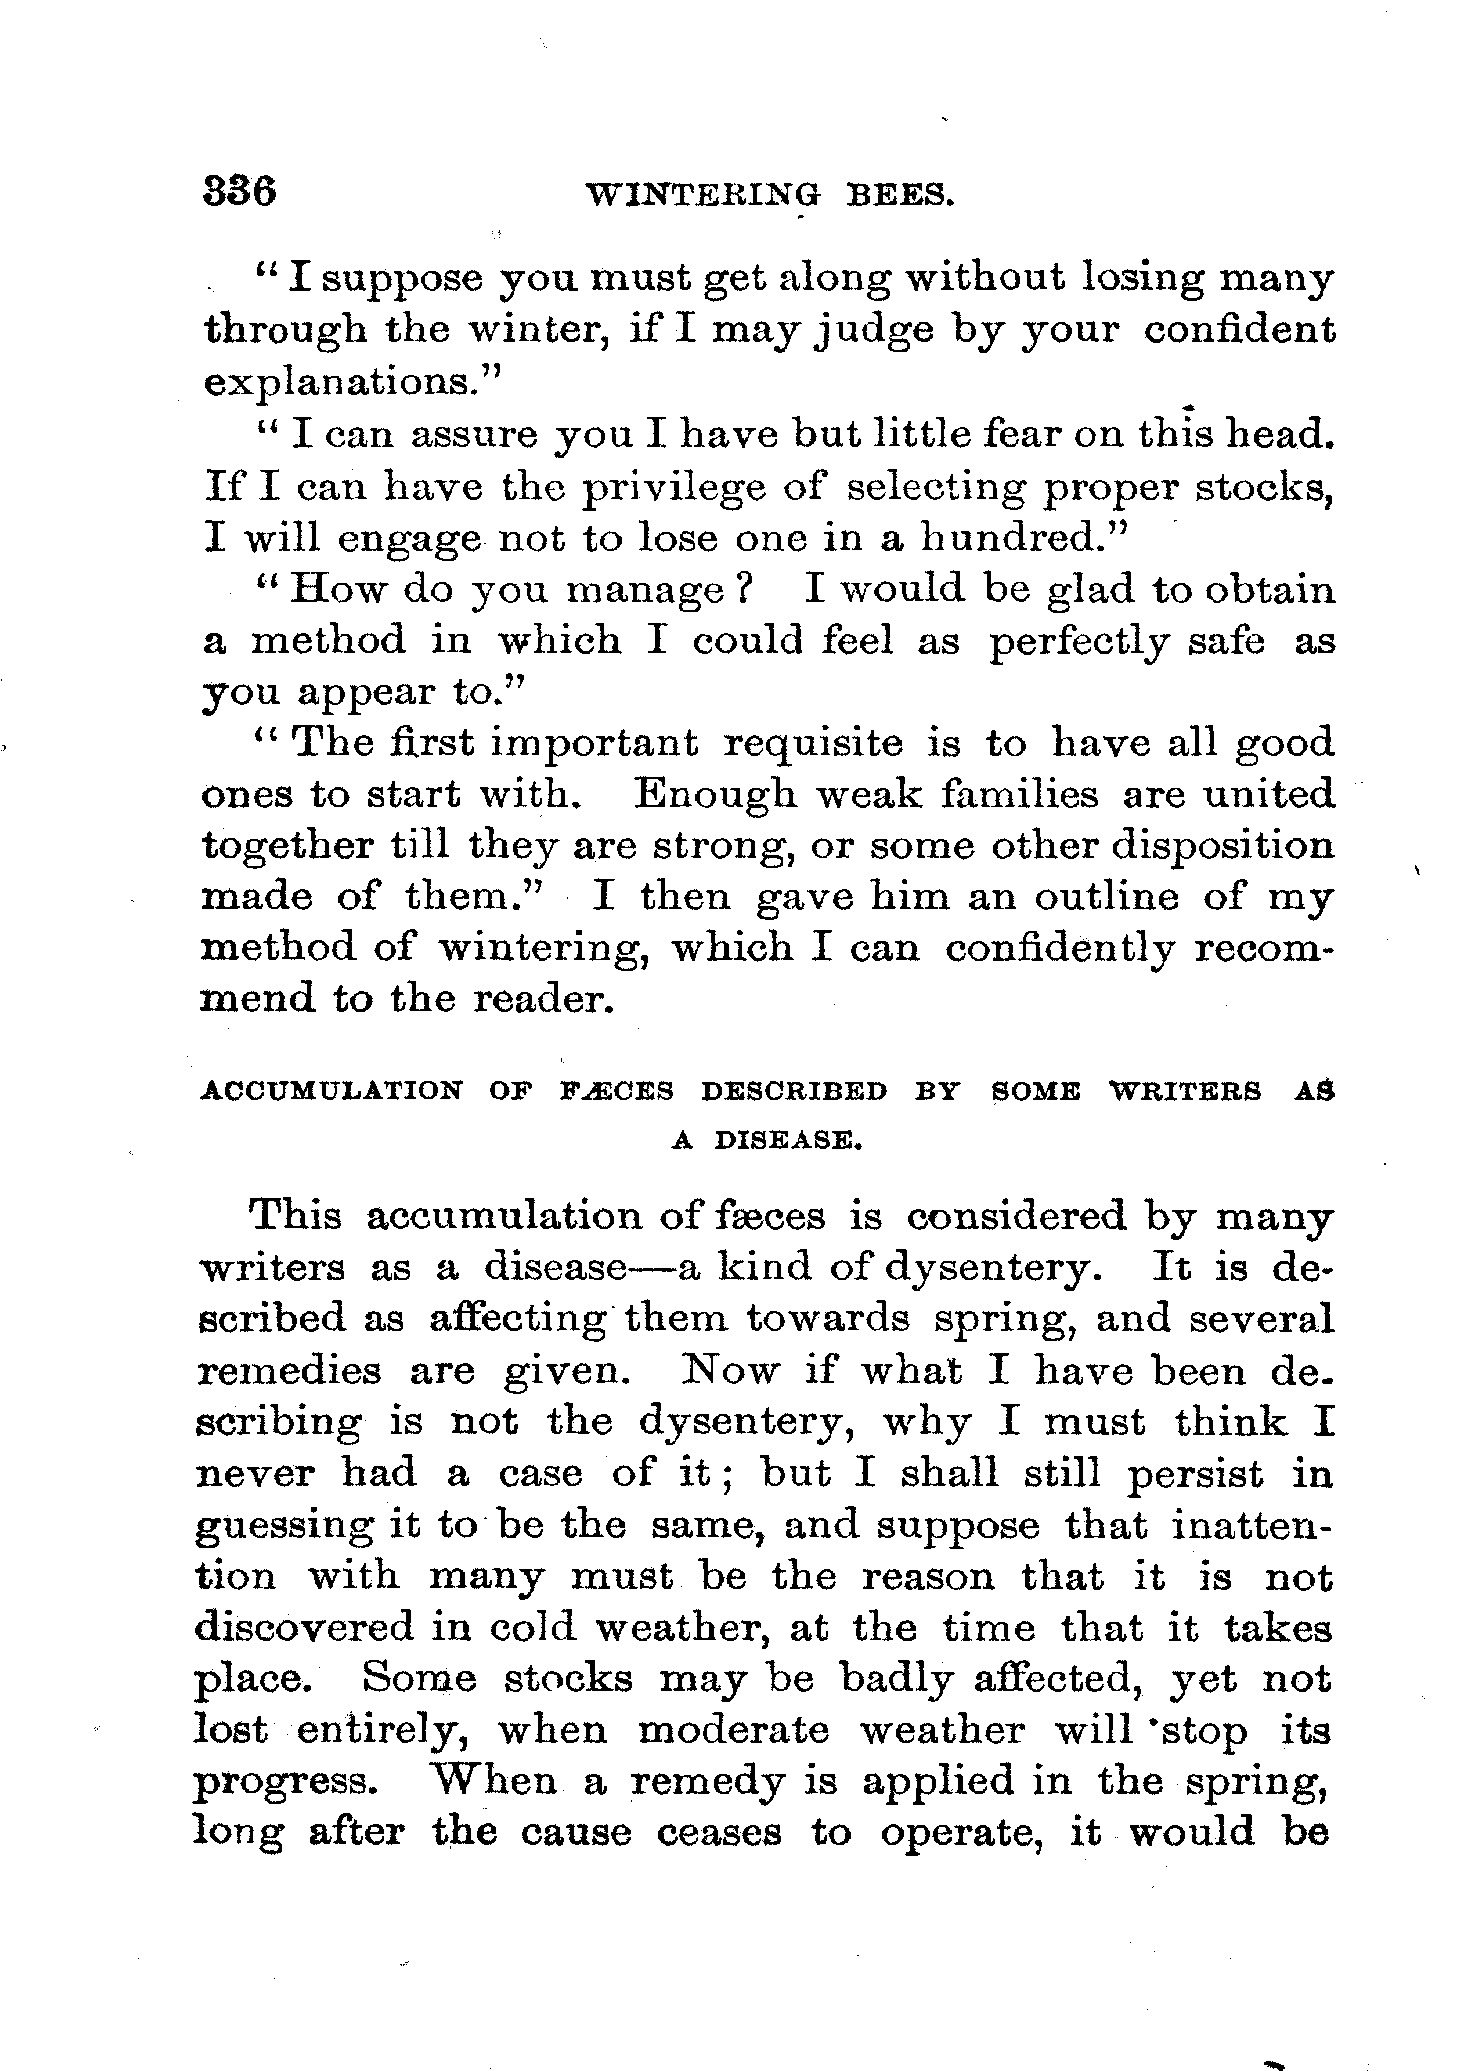 336 WINTERING BEES.
“ I suppose you must get along without losing many
through the winter, if I may judge by your confident
explanations.”
“ I can assure you I have but little fear on this head.
If I can have the privilege of selecting proper stocks,
I will engage not to lose one in a hundred.”
“ How do you manage ? I would be glad to obtain
a method in which I could feel as perfectly safe as
you appear to.”
“ The first important requisite is to have all good
ones to start with. Enough weak families are united
together till they are strong, or some other disposition
made of them.” I then gave him an outline of my
method of wintering, which I can confidently recom-
mend to the reader.
ACCUMULATION OF FÆCES DESCRIBED BY SOME WRITERS AS
A DISEASE.
This accumulation of fæces is considered by many
writers as a disease—a kind of dysentery. It is de-
scribed as affecting them towards spring, and several
remedies are given. Now if what I have been de-
scribing is not the dysentery, why I must think I
never had a case of it ; but I shall still persist in
guessing it to be the same, and suppose that inatten-
tion with many must be the reason that it is not
discovered in cold weather, at the time that it takes
place. Some stocks may be badly affected, yet not
lost entirely, when moderate weather will stop its
progress. When a remedy is applied in the spring,
long after the cause ceases to operate, it would be